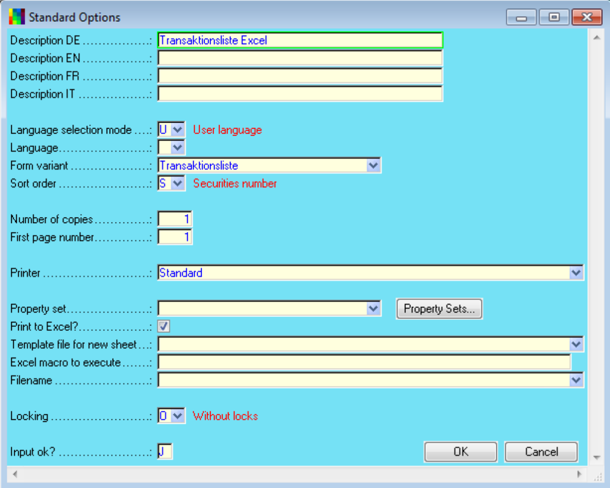 Standard Options
Description DE ..................: Transaktionsliste Excel
Description EN ..................:
Description FR ..................:
Description IT ...................:
Language selection mode ....: U User language
Language.........................:
Form variant .....................: Transaktionsliste
Sort order ........................: S Securities number
Number of copies...............: 1
First page number..............: 1
Printer .............................: Standard
Property set......................: Property Sets...
Print to Excel?...................:
Template file for new sheet...:
Excel macro to execute.......:
Filename .........................:
Locking ...........................: 0 Without locks
Input ok? .........................: J OK Cancel